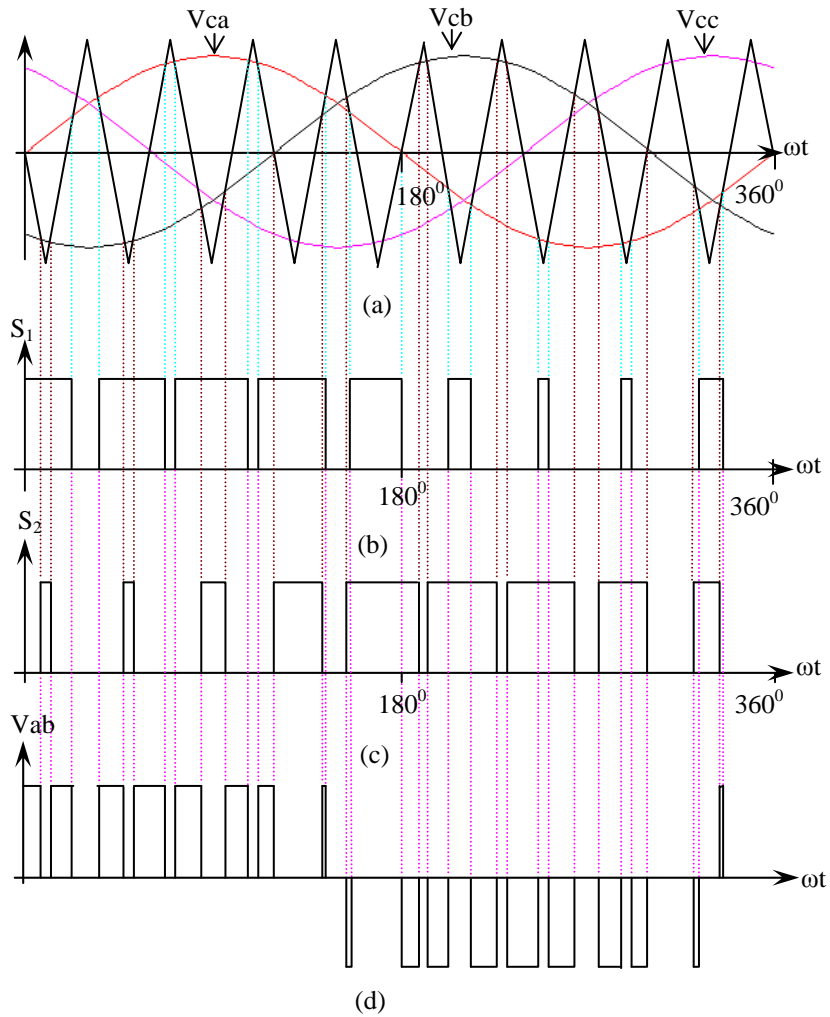 Vca Vcb Vcc
ωt
180⁰ 360⁰
(a)
S₁
ωt
180⁰ 360⁰
(b)
S₂
ωt
180⁰ 360⁰
(c)
Vab
ωt
(d)